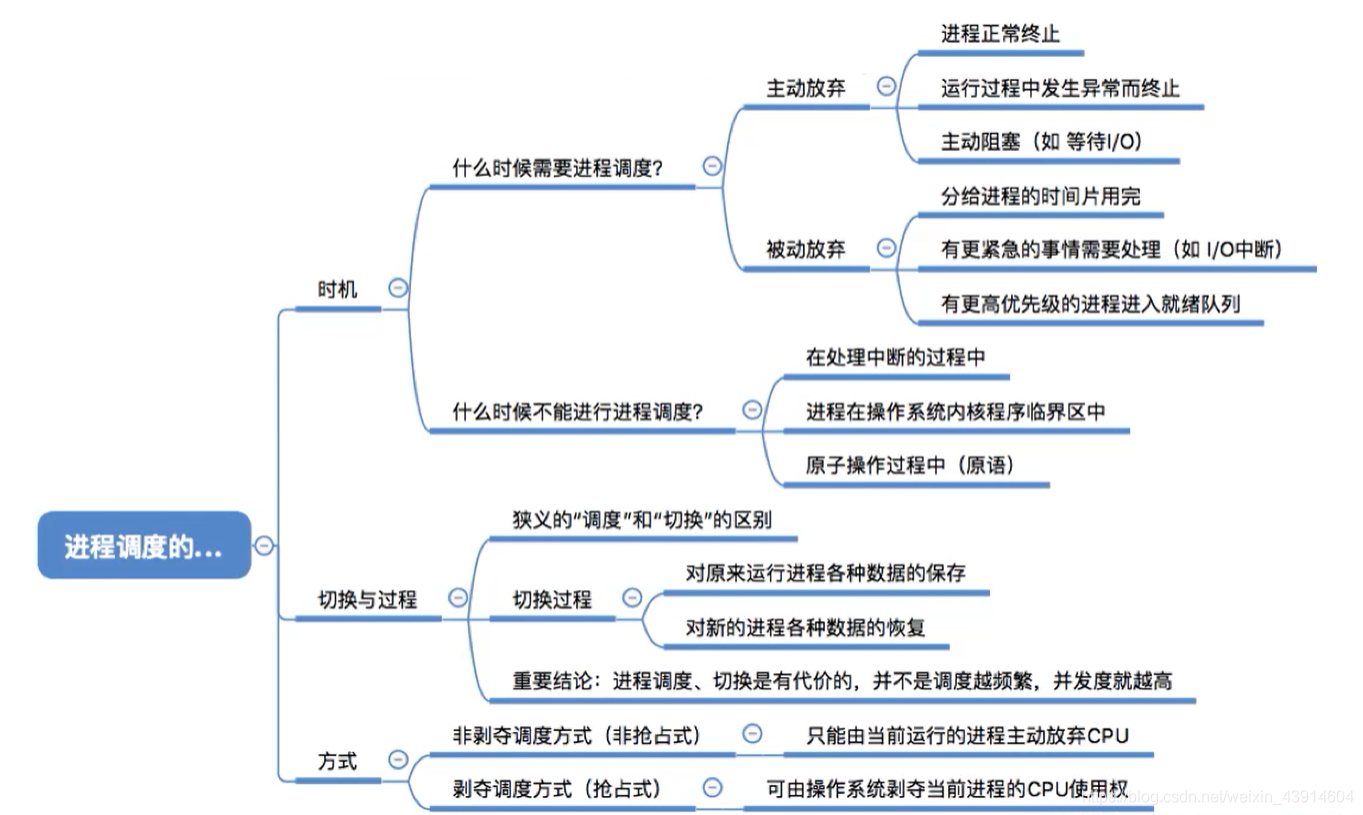 进程调度的...
时机
什么时候需要进程调度？
主动放弃
进程正常终止
运行过程中发生异常而终止
主动阻塞（如 等待I/O）
被动放弃
分给进程的时间片用完
有更紧急的事情需要处理（如 I/O中断）
有更高优先级的进程进入就绪队列
什么时候不能进行进程调度？
在处理中断的过程中
进程在操作系统内核程序临界区中
原子操作过程中（原语）
切换与过程
狭义的“调度”和“切换”的区别
切换过程
对原来运行进程各种数据的保存
对新的进程各种数据的恢复
重要结论：进程调度、切换是有代价的，并不是调度越频繁，并发度就越高
方式
非剥夺调度方式（非抢占式）
只能由当前运行的进程主动放弃CPU
剥夺调度方式（抢占式）
可由操作系统剥夺当前进程的CPU使用权
https://blog.csdn.net/weixin_43914604